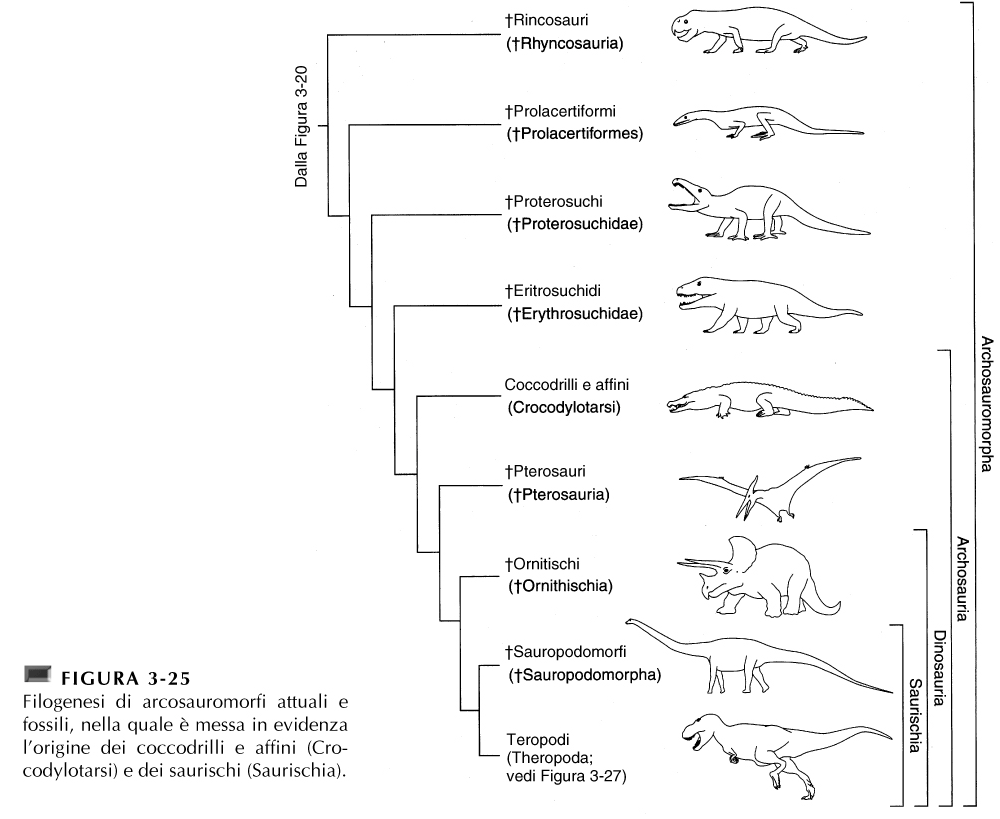 †Rincosauri
(†Rhyncosauria)
Dalla Figura 3-20
†Prolacertiformi
(†Prolacertiformes)
†Proterosuchi
(†Proterosuchidae)
†Eritrosuchidi
(†Erythrosuchidae)
Coccodrilli e affini
(Crocodylotarsi)
†Pterosauri
(†Pterosauria)
†Ornitischi
(†Ornithischia)
†Sauropodomorfi
(†Sauropodomorpha)
Teropodi
(Theropoda;
vedi Figura 3-27)
Saurischia
Dinosauria
Archosauria
Archosauromorpha
FIGURA 3-25
Filogenesi di arcosauromorfi attuali e
fossili, nella quale è messa in evidenza
l'origine dei coccodrilli e affini (Cro-
codylotarsi) e dei saurischi (Saurischia).